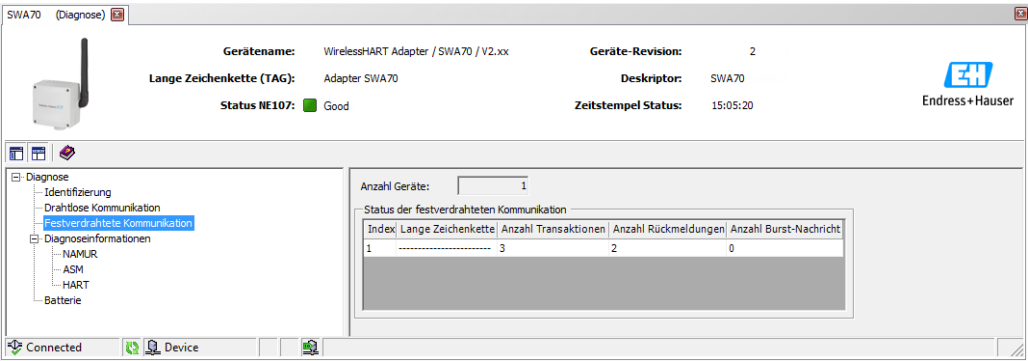 SWA70 (Diagnose)
Gerätename: WirelessHART Adapter / SWA70 / V2.xx Geräte-Revision: 2
Lange Zeichenkette (TAG): Adapter SWA70 Deskriptor: SWA70
Status NE107: Good Zeitstempel Status: 15:05:20
EH
Endress+Hauser
Diagnose
Identifizierung
Drahtlose Kommunikation
Festverdrahtete Kommunikation
Diagnoseinformationen
NAMUR
ASM
HART
Batterie
Anzahl Geräte: 1
Status der festverdrahteten Kommunikation
Index Lange Zeichenkette Anzahl Transaktionen Anzahl Rückmeldungen Anzahl Burst-Nachricht
1 ----------------------- 3 2 0
Connected Device